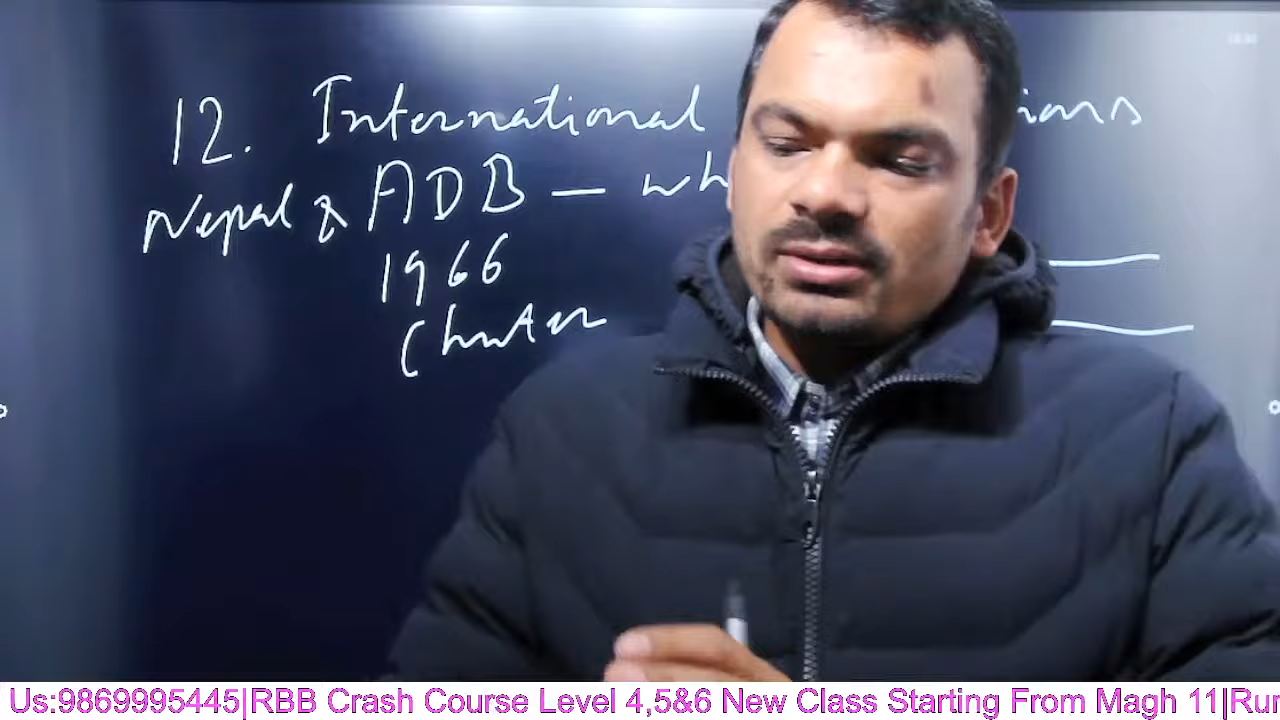 12. International ions
Nepal & ADB — wh
1966
Charter
Us:9869995445|RBB Crash Course Level 4,5&6 New Class Starting From Magh 11|Rur